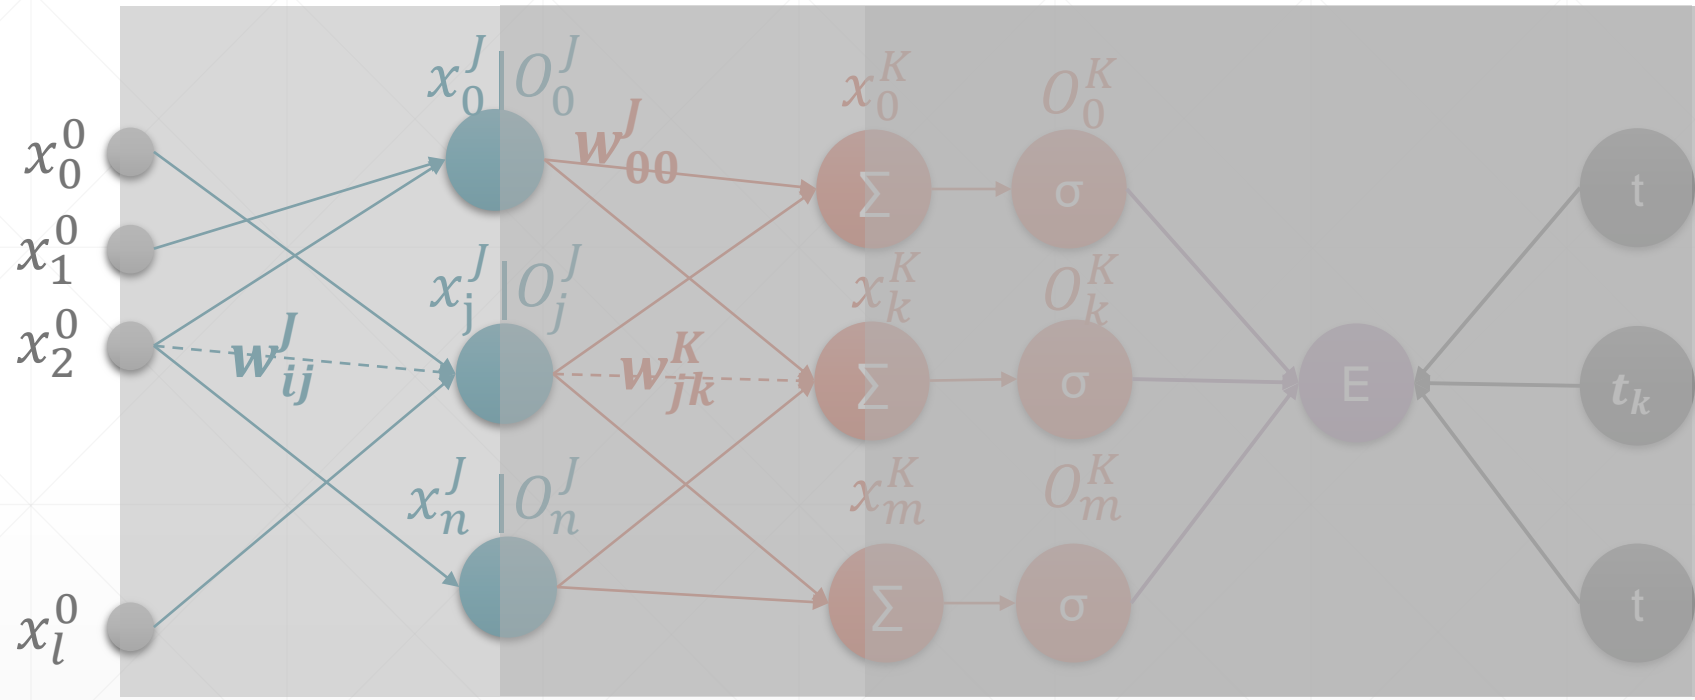 x_0^J | O_0^J
x_0^K
O_0^K
w_00^J
x_0^0
∑
σ
t
x_1^0
x_j^J | O_j^J
x_k^K
O_k^K
x_2^0
w_ij^J
w_jk^K
∑
σ
E
t_k
x_n^J | O_n^J
x_m^K
O_m^K
x_l^0
∑
σ
t